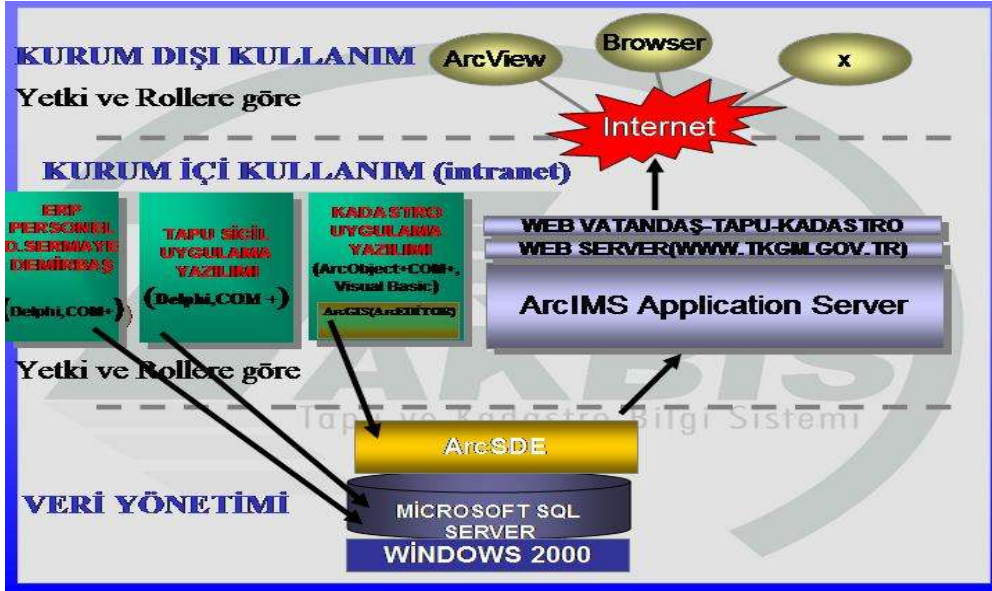 KURUM DIŞI KULLANIM
Yetki ve Rollere göre
ArcView
Browser
x
Internet
KURUM İÇİ KULLANIM (intranet)
ERP
PERSONEL
D.SERMAYE
DEMİRBAŞ
(Delphi,COM+)
TAPU SİCİL
UYGULAMA
YAZILIMI
(Delphi,COM +)
KADASTRO
UYGULAMA
YAZILIMI
(ArcObject+COM+,
Visual Basic)
ArcGIS(ArcEDİTOR)
WEB VATANDAŞ-TAPU-KADASTRO
WEB SERVER(WWW.TKGM.GOV.TR)
ArcIMS Application Server
Yetki ve Rollere göre
TAKBİS
Tapu ve Kadastro Bilgi Sistemi
ArcSDE
VERİ YÖNETİMİ
MİCROSOFT SQL
SERVER
WİNDOWS 2000